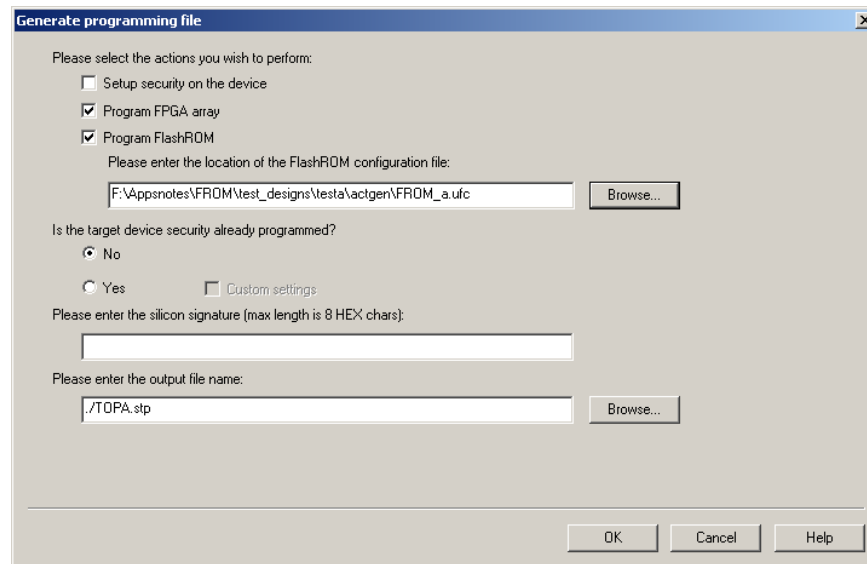 Generate programming file
Please select the actions you wish to perform:
Setup security on the device
Program FPGA array
Program FlashROM
Please enter the location of the FlashROM configuration file:
F:\Appsnotes\FROM\test_designs\testa\actgen\FROM_a.ufc
Browse...
Is the target device security already programmed?
No
Yes Custom settings
Please enter the silicon signature (max length is 8 HEX chars):
Please enter the output file name:
./TOPA.stp
Browse...
OK Cancel Help